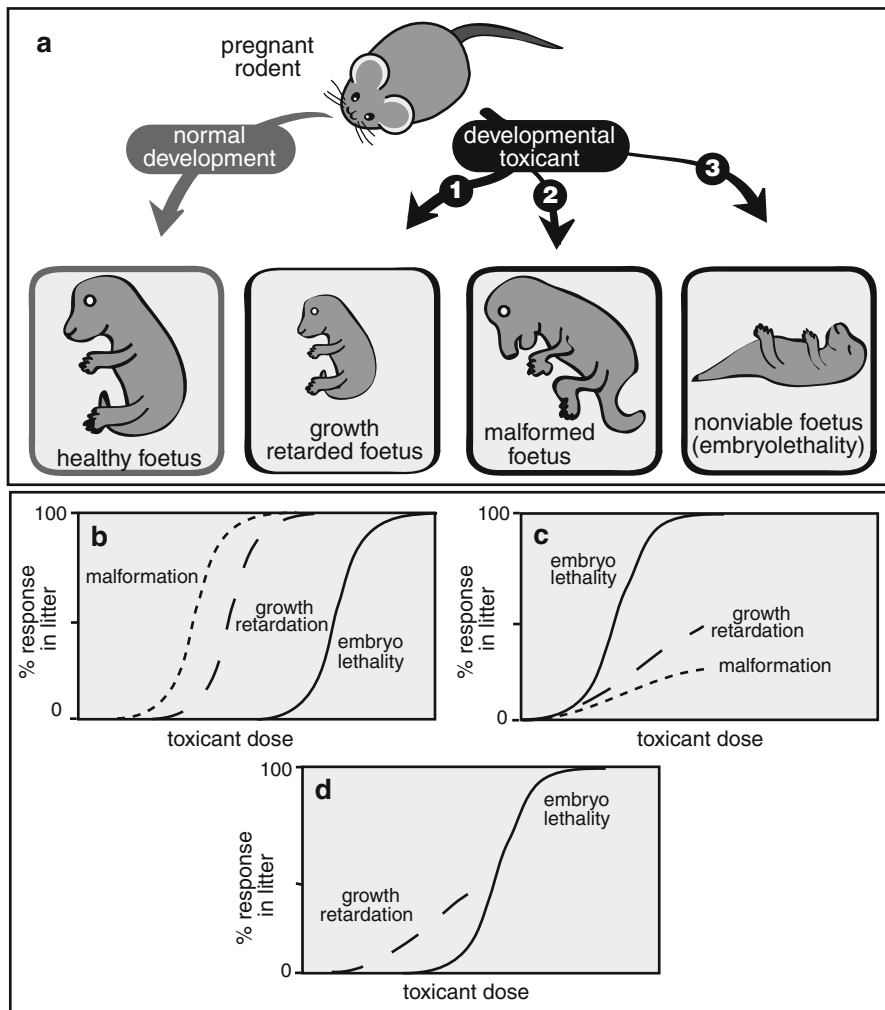 a
pregnant
rodent
normal
development
developmental
toxicant
1
2
3
healthy foetus
growth
retarded foetus
malformed
foetus
nonviable foetus
(embryolethality)
b
100
0
% response
in litter
malformation
growth
retardation
embryo
lethality
toxicant dose
c
100
0
% response
in litter
embryo
lethality
growth
retardation
malformation
toxicant dose
d
100
0
% response
in litter
growth
retardation
embryo
lethality
toxicant dose